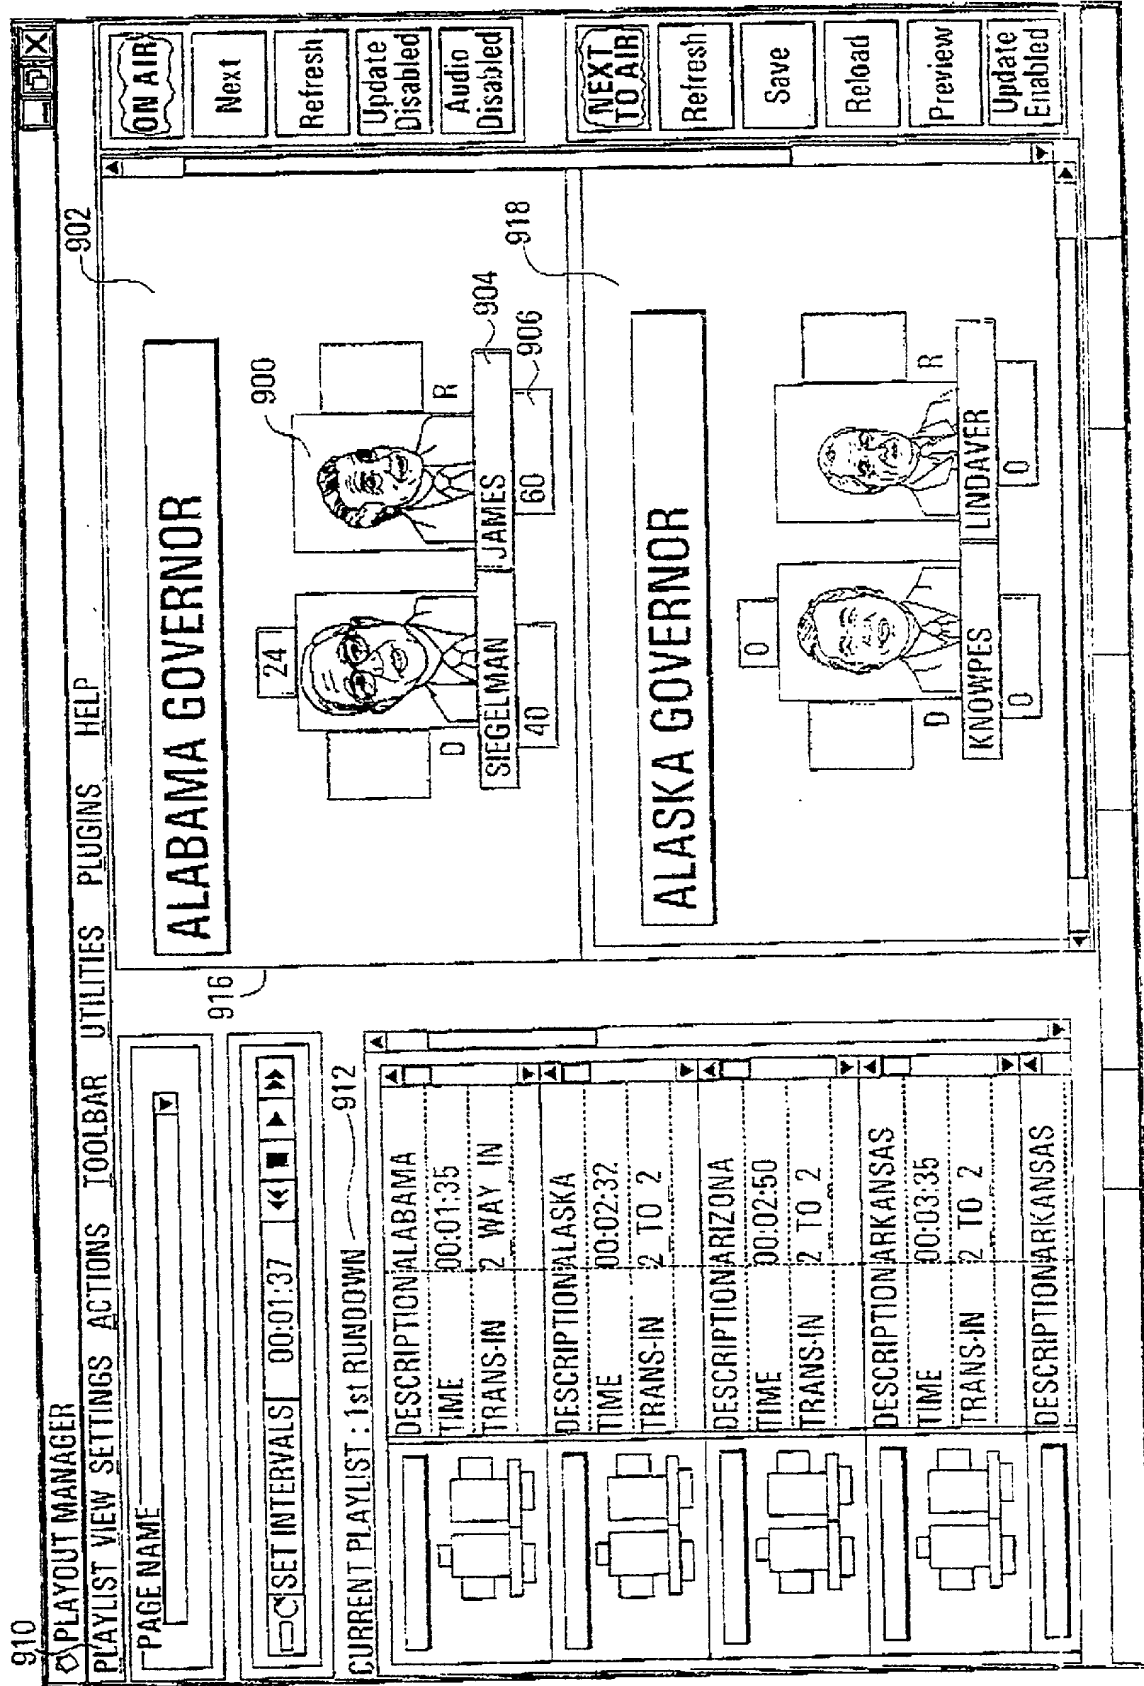 910
PLAYOUT MANAGER
PLAYLIST VIEW SETTINGS ACTIONS TOOLBAR UTILITIES PLUGINS HELP
PAGE NAME
SET INTERVALS 00:01:37
CURRENT PLAYLIST : 1st RUNDOWN
912
DESCRIPTION ALABAMA
TIME 00:01:35
TRANS-IN 2 WAY IN
DESCRIPTION ALASKA
TIME 00:02:32
TRANS-IN 2 TO 2
DESCRIPTION ARIZONA
TIME 00:02:50
TRANS-IN 2 TO 2
DESCRIPTION ARKANSAS
TIME 00:03:35
TRANS-IN 2 TO 2
DESCRIPTION ARKANSAS
916
902
ALABAMA GOVERNOR
900
24
D
R
SIEGELMAN JAMES
904
40 60
906
918
ALASKA GOVERNOR
0
D
R
KNOWPES LINDAVER
0 0
ON AIR
Next
Refresh
Update
Disabled
Audio
Disabled
NEXT
TO AIR
Refresh
Save
Reload
Preview
Update
Enabled